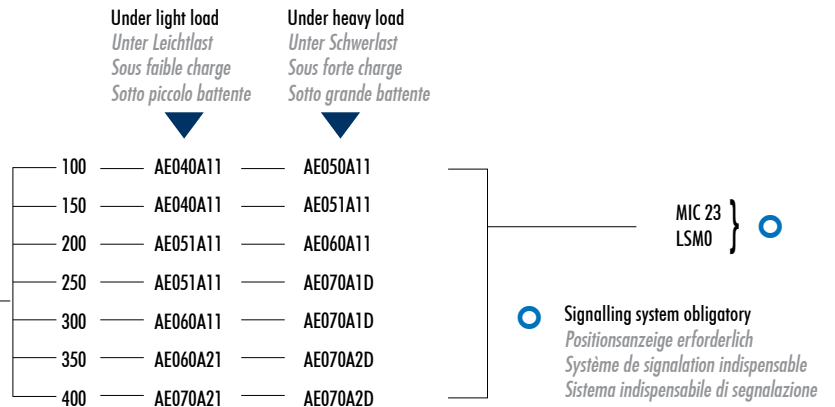 Under light load
Unter Leichtlast
Sous faible charge
Sotto piccolo battente
Under heavy load
Unter Schwerlast
Sous forte charge
Sotto grande battente
100 AE040A11 AE050A11
150 AE040A11 AE051A11
200 AE051A11 AE060A11
250 AE051A11 AE070A1D
300 AE060A11 AE070A1D
350 AE060A21 AE070A2D
400 AE070A21 AE070A2D
MIC 23
LSM0
Signalling system obligatory
Positionsanzeige erforderlich
Système de signalation indispensable
Sistema indispensabile di segnalazione